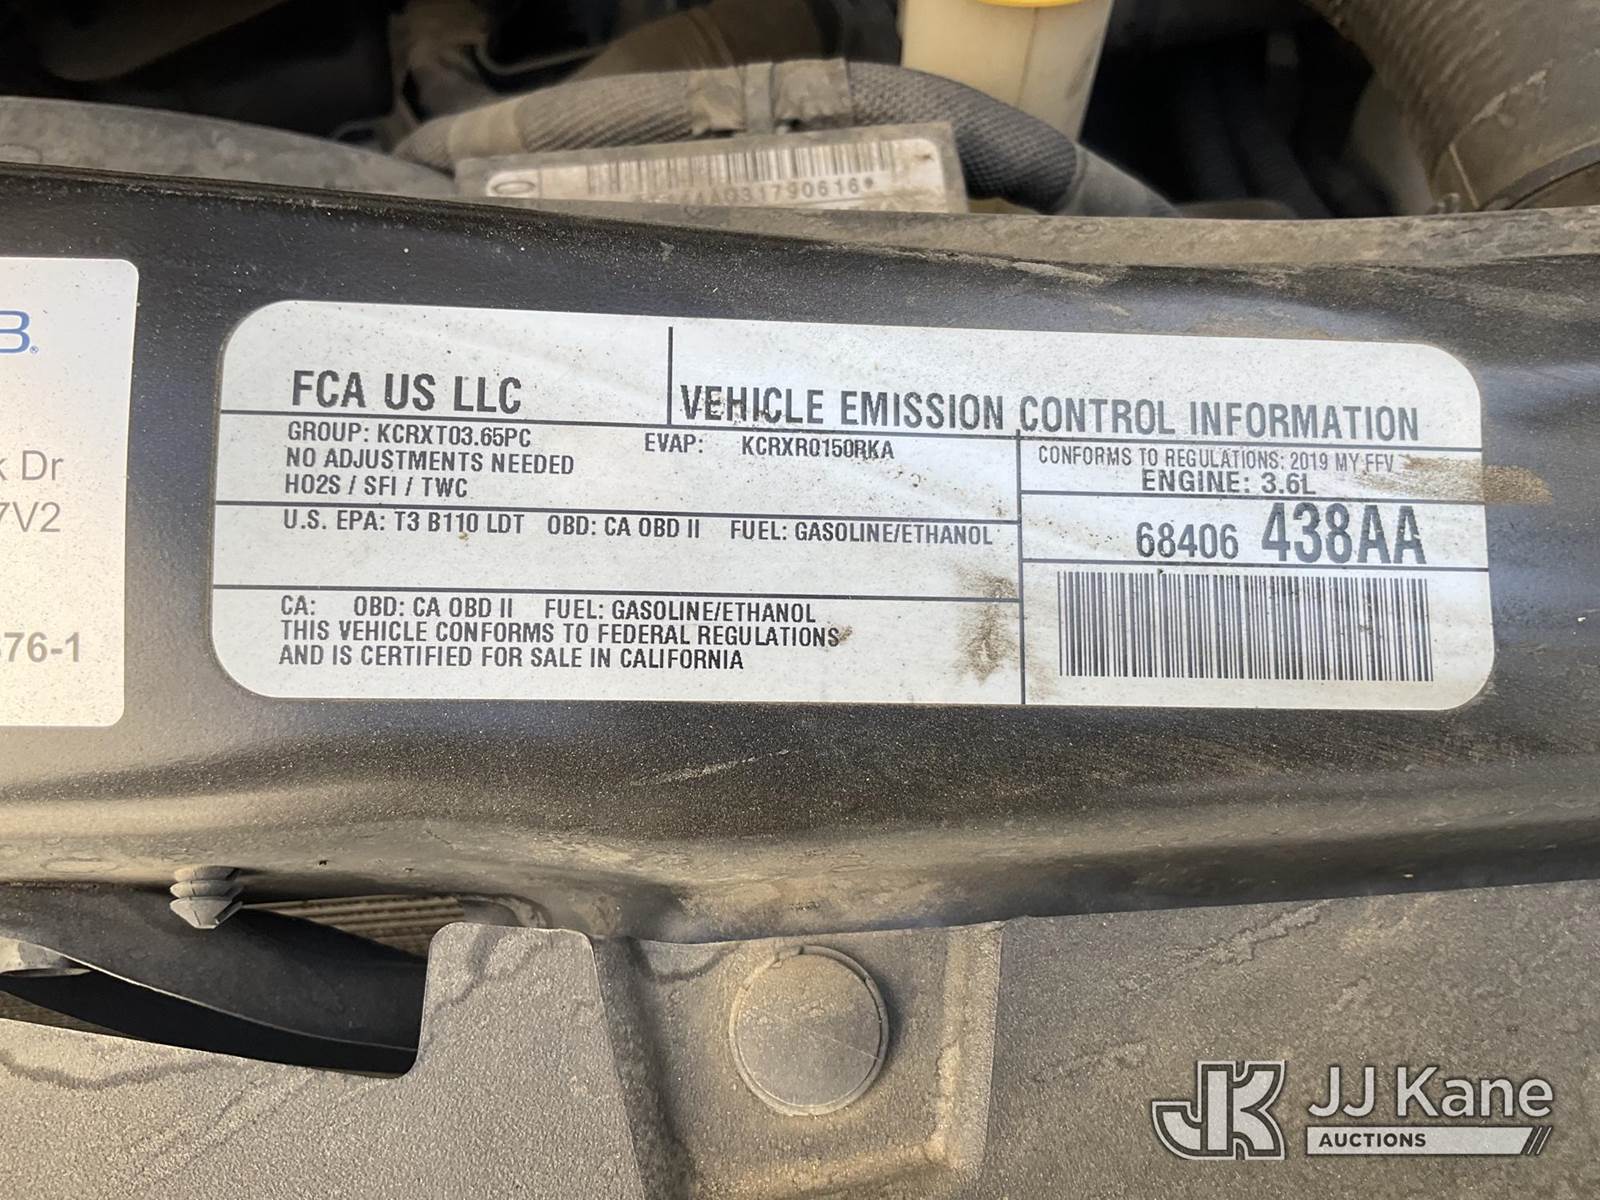 AA031790616*
B®
k Dr
7V2
76-1
FCA US LLC
VEHICLE EMISSION CONTROL INFORMATION
GROUP: KCRXT03.65PC
EVAP: KCRXR0150RKA
NO ADJUSTMENTS NEEDED
HO2S / SFI / TWC
CONFORMS TO REGULATIONS: 2019 MY FFV
ENGINE: 3.6L
U.S. EPA: T3 B110 LDT OBD: CA OBD II FUEL: GASOLINE/ETHANOL
68406 438AA
CA: OBD: CA OBD II FUEL: GASOLINE/ETHANOL
THIS VEHICLE CONFORMS TO FEDERAL REGULATIONS
AND IS CERTIFIED FOR SALE IN CALIFORNIA
JK JJ Kane
AUCTIONS